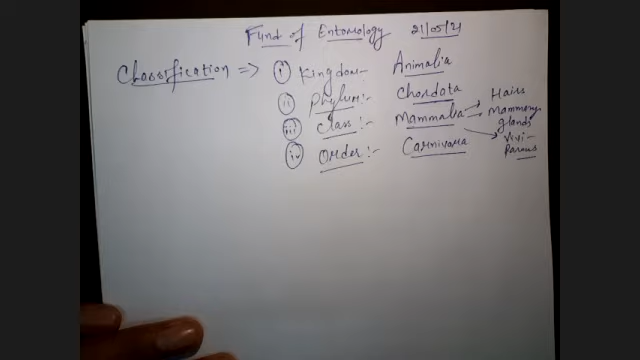 Fund of Entomology 21/05/21
Classification => (i) Kingdom- Animalia
(ii) Phylum:- Chordata
(iii) Class:- Mammalia → Hairs
→ Mammary glands
→ Vivi-
parous
(iv) Order:- Carnivora